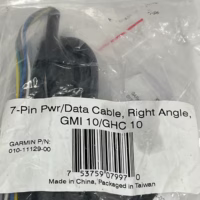 7-Pin Pwr/Data Cable, Right Angle,
GMI 10/GHC 10
GARMIN P/N:
010-11129-00
7 53759 07997 0
Made in China, Packaged in Taiwan